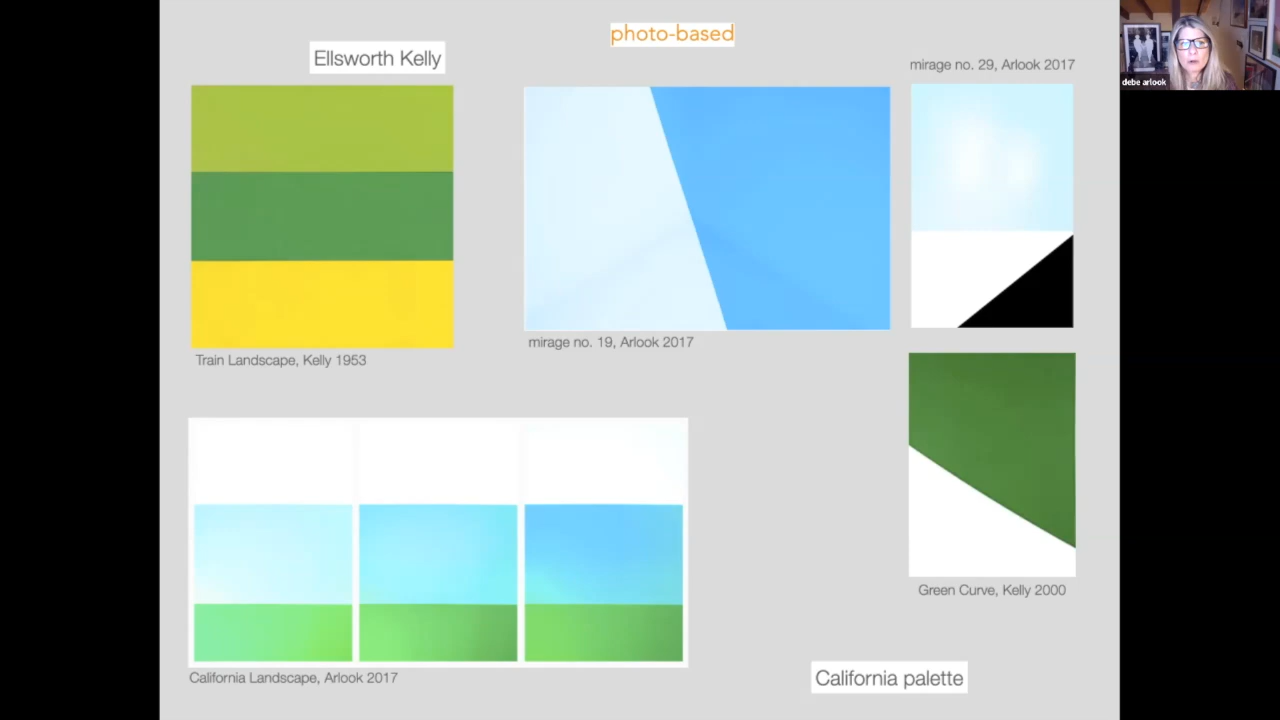 photo-based
Ellsworth Kelly
mirage no. 29, Arlook 2017
debe arlook
mirage no. 19, Arlook 2017
Train Landscape, Kelly 1953
Green Curve, Kelly 2000
California Landscape, Arlook 2017
California palette